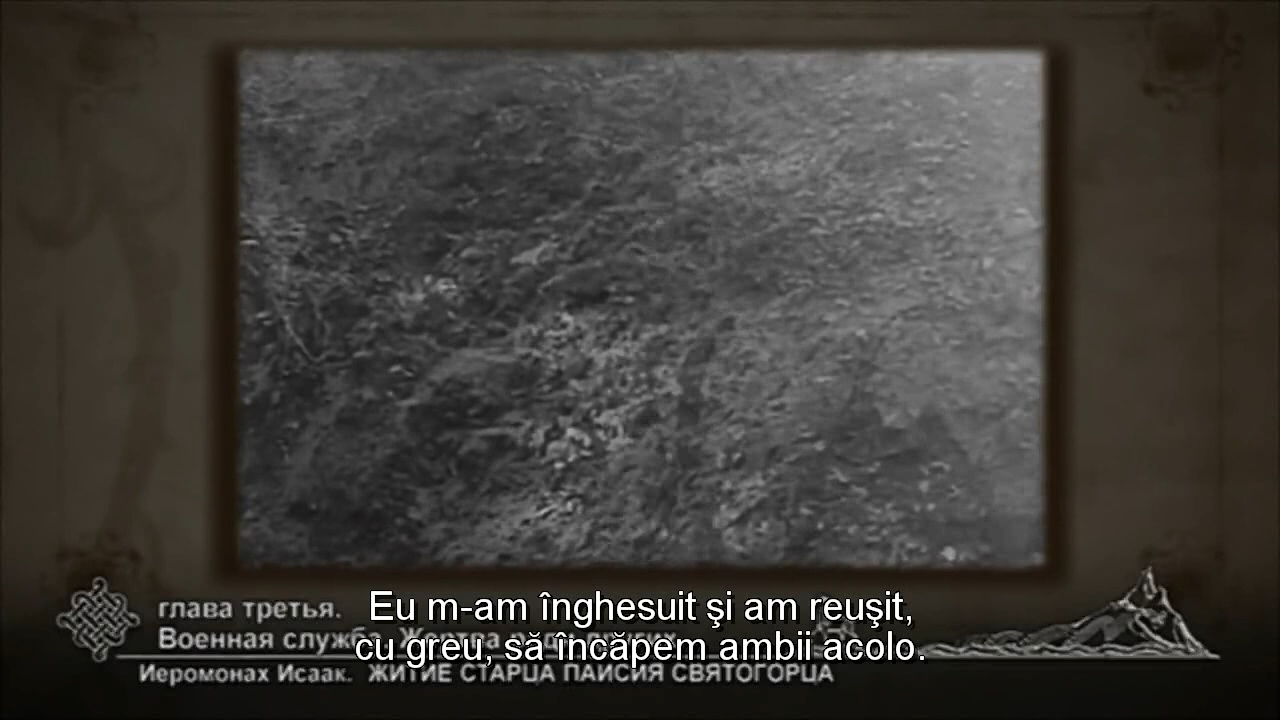 глава третья.
Eu m-am înghesuit şi am reuşit,
Военная служба.
cu greu, să încăpem ambii acolo.
Иеромонах Исаак. ЖИТИЕ СТАРЦА ПАИСИЯ СВЯТОГОРЦА